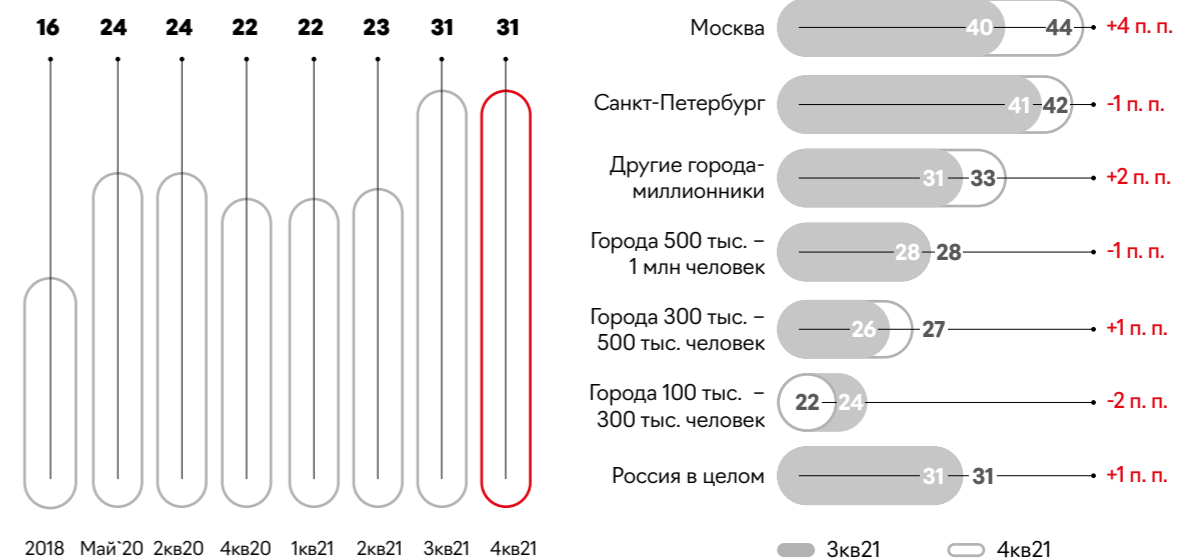 16 24 24 22 22 23 31 31
2018 Май`20 2кв20 4кв20 1кв21 2кв21 3кв21 4кв21
Москва 40 44 +4 п. п.
Санкт-Петербург 41 42 -1 п. п.
Другие города-
миллионники 31 33 +2 п. п.
Города 500 тыс. –
1 млн человек 28 28 -1 п. п.
Города 300 тыс. –
500 тыс. человек 26 27 +1 п. п.
Города 100 тыс. –
300 тыс. человек 22 24 -2 п. п.
Россия в целом 31 31 +1 п. п.
3кв21 4кв21